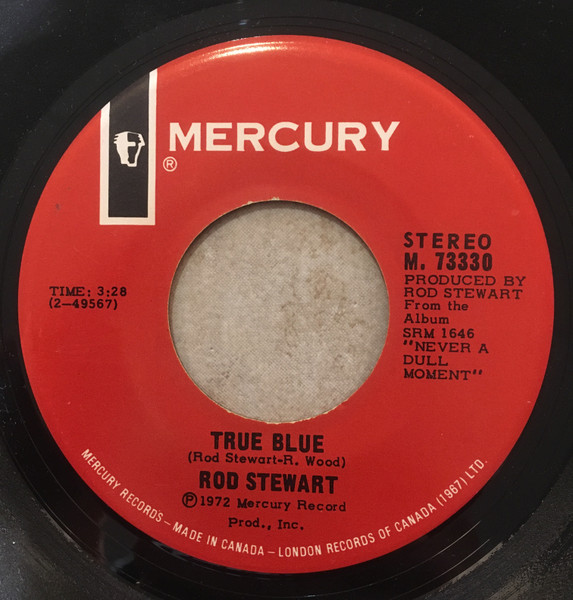 MERCURY
®
STEREO
M. 73330
PRODUCED BY
ROD STEWART
From the
Album
SRM 1646
"NEVER A
DULL
MOMENT"
TIME: 3:28
(2-49567)
TRUE BLUE
(Rod Stewart-R. Wood)
ROD STEWART
Ⓟ1972 Mercury Record
Prod., Inc.
MERCURY RECORDS – MADE IN CANADA – LONDON RECORDS OF CANADA (1967) LTD.